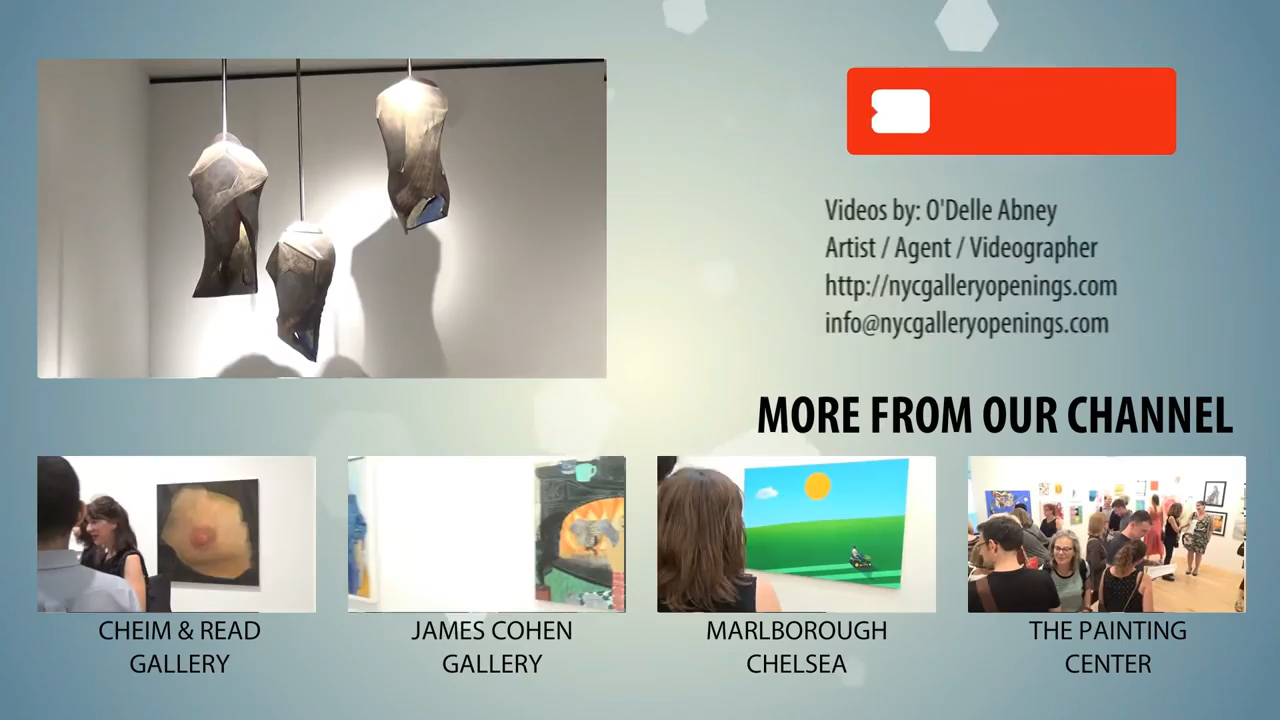 Videos by: O'Delle Abney
Artist / Agent / Videographer
http://nycgalleryopenings.com
info@nycgalleryopenings.com
MORE FROM OUR CHANNEL
CHEIM & READ
GALLERY
JAMES COHEN
GALLERY
MARLBOROUGH
CHELSEA
THE PAINTING
CENTER